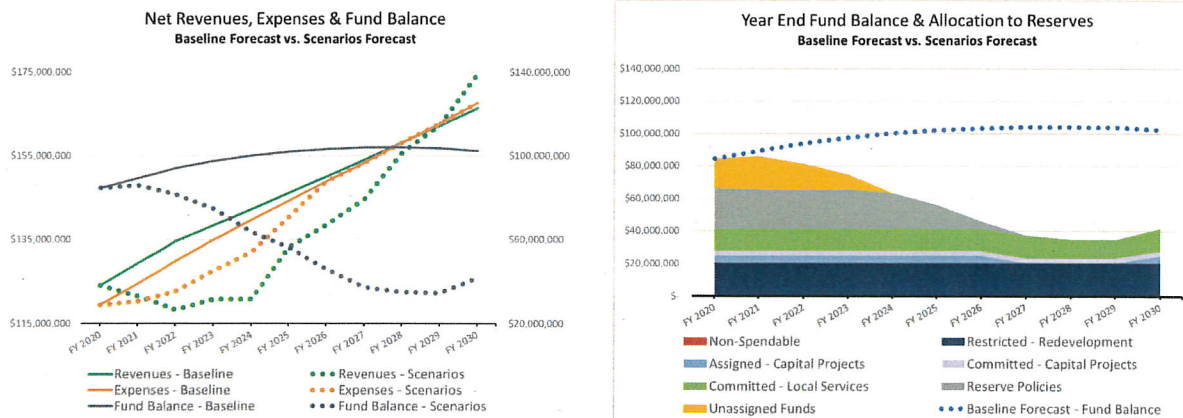 Net Revenues, Expenses & Fund Balance
Baseline Forecast vs. Scenarios Forecast
$175,000,000
$155,000,000
$135,000,000
$115,000,000
$140,000,000
$100,000,000
$60,000,000
$20,000,000
FY 2020
FY 2021
FY 2022
FY 2023
FY 2024
FY 2025
FY 2026
FY 2027
FY 2028
FY 2029
FY 2030
Revenues - Baseline
Revenues - Scenarios
Expenses - Baseline
Expenses - Scenarios
Fund Balance - Baseline
Fund Balance - Scenarios
Year End Fund Balance & Allocation to Reserves
Baseline Forecast vs. Scenarios Forecast
$140,000,000
$120,000,000
$100,000,000
$80,000,000
$60,000,000
$40,000,000
$20,000,000
$-
FY 2020
FY 2021
FY 2022
FY 2023
FY 2024
FY 2025
FY 2026
FY 2027
FY 2028
FY 2029
FY 2030
Non-Spendable
Restricted - Redevelopment
Assigned - Capital Projects
Committed - Capital Projects
Committed - Local Services
Reserve Policies
Unassigned Funds
Baseline Forecast - Fund Balance